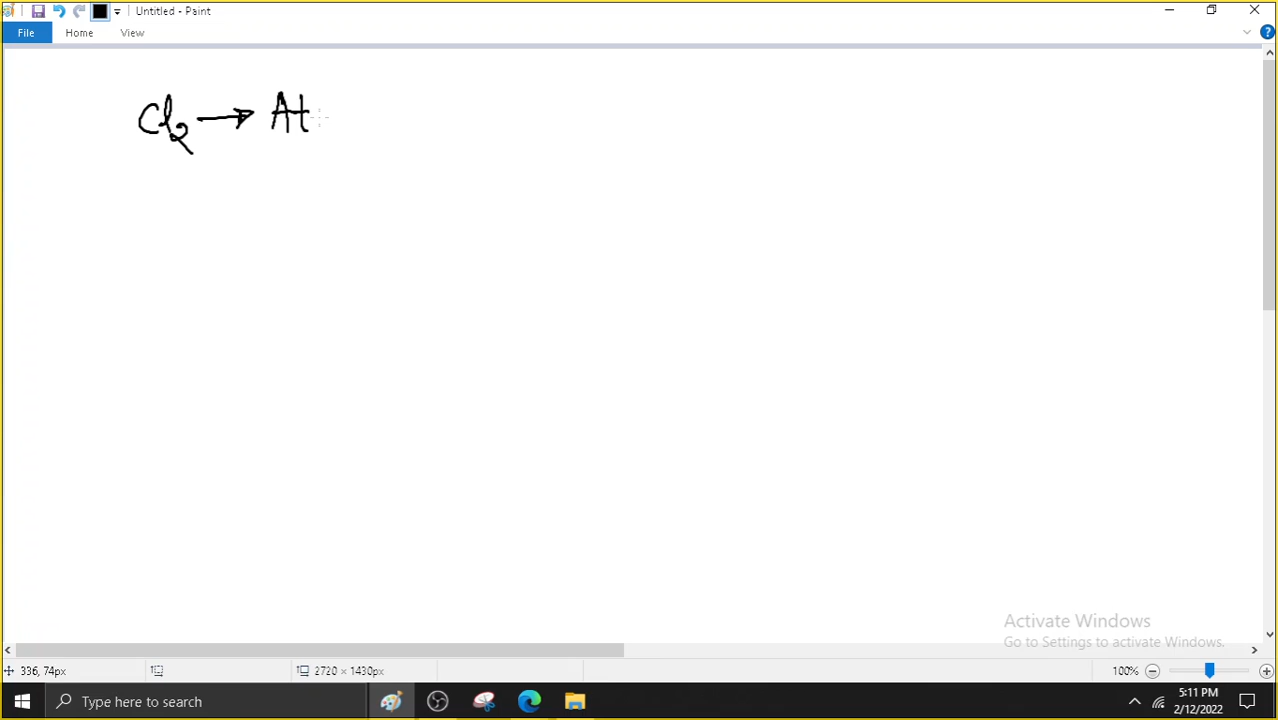 Untitled - Paint
File Home View
Cl₂ → At
Activate Windows
Go to Settings to activate Windows.
336, 74px 2720 × 1430px 100%
Type here to search
5:11 PM
2/12/2022